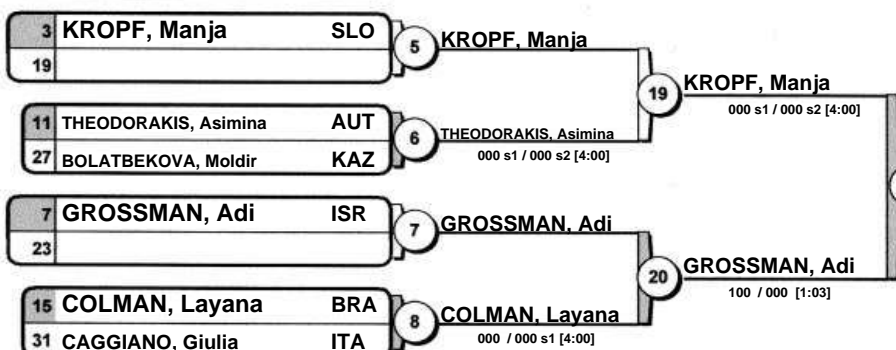 3 KROPF, Manja SLO
19
5 KROPF, Manja
11 THEODORAKIS, Asimina AUT
27 BOLATBEKOVA, Moldir KAZ
6 THEODORAKIS, Asimina
000 s1 / 000 s2 [4:00]
19 KROPF, Manja
000 s1 / 000 s2 [4:00]
7 GROSSMAN, Adi ISR
23
7 GROSSMAN, Adi
15 COLMAN, Layana BRA
31 CAGGIANO, Giulia ITA
8 COLMAN, Layana
000 / 000 s1 [4:00]
20 GROSSMAN, Adi
100 / 000 [1:03]